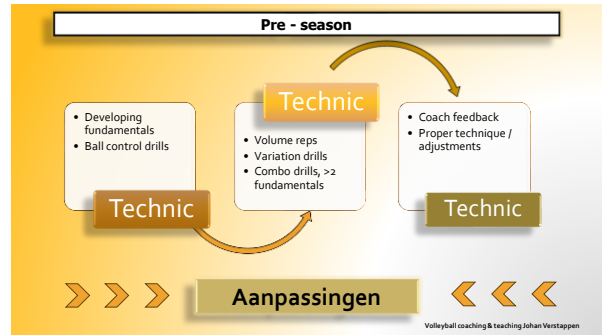 Pre - season
• Developing
fundamentals
• Ball control drills
Technic
Technic
• Volume reps
• Variation drills
• Combo drills, >2
fundamentals
• Coach feedback
• Proper technique /
adjustments
Technic
Aanpassingen
Volleyball coaching & teaching Johan Verstappen